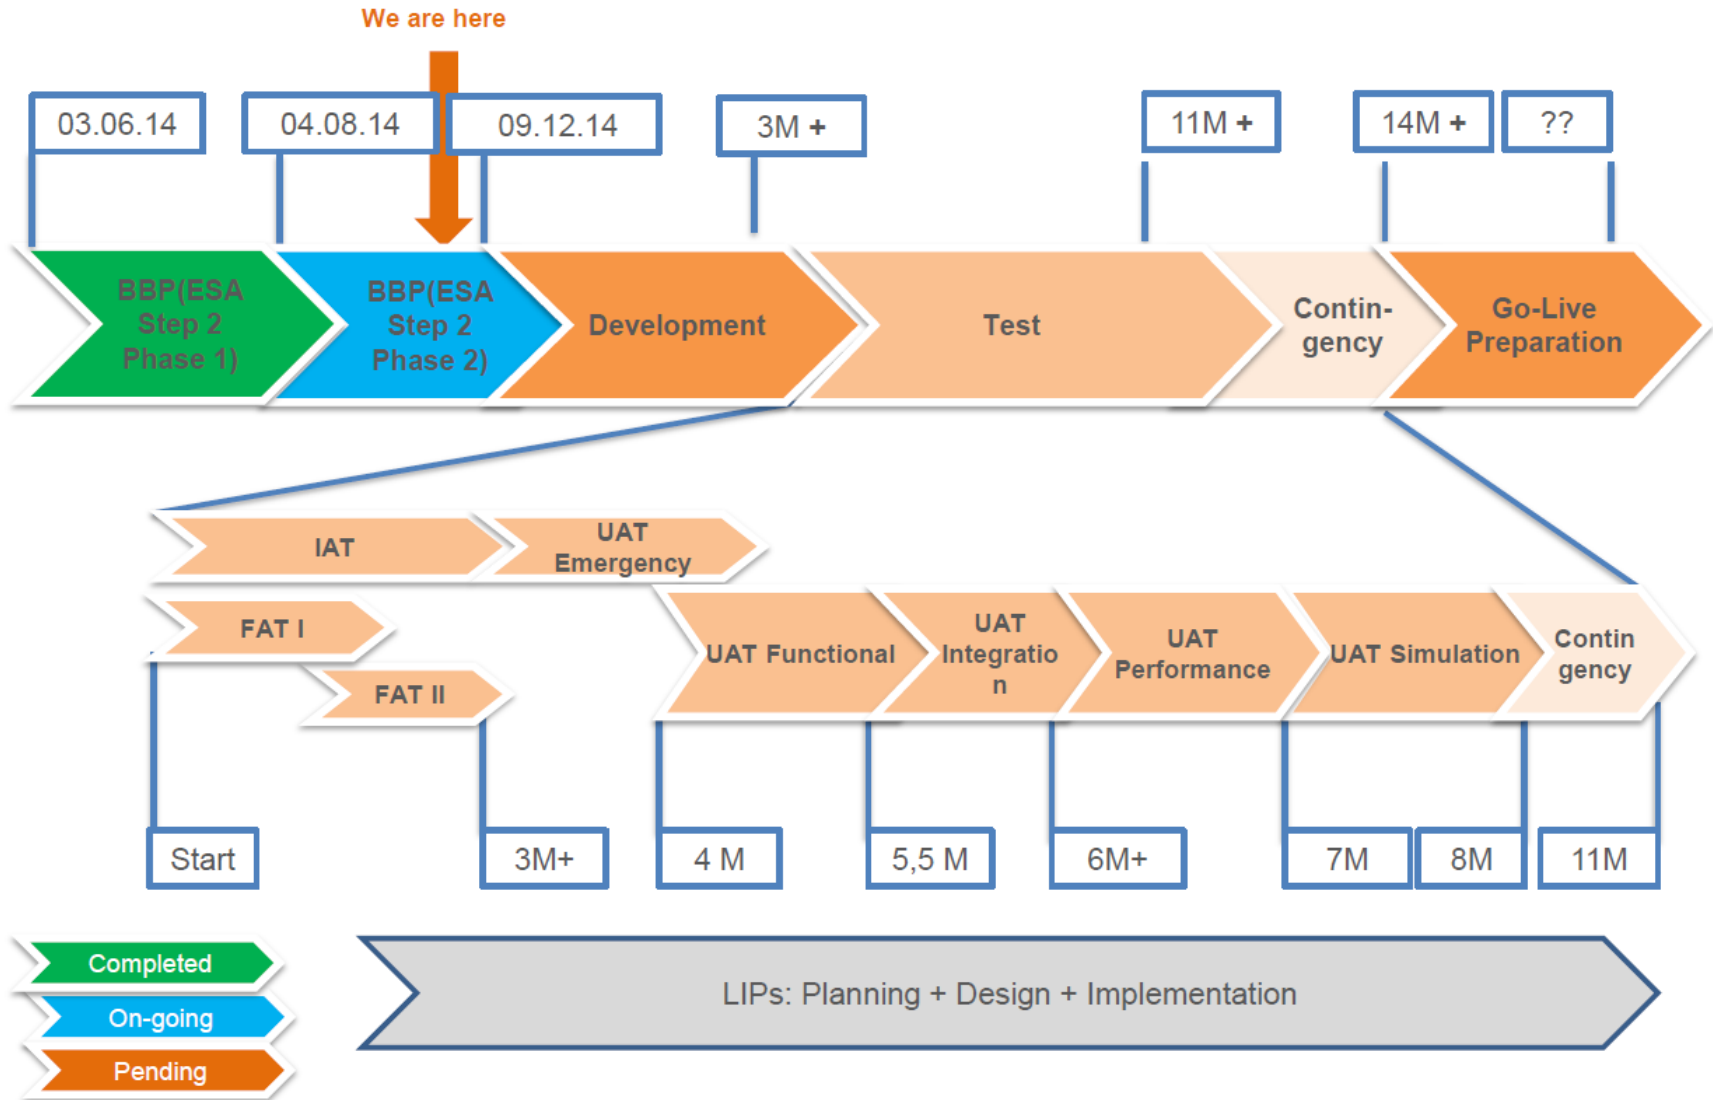 We are here
03.06.14
04.08.14
09.12.14
3M +
11M +
14M +
??
BBP(ESA
Step 2
Phase 1)
BBP(ESA
Step 2
Phase 2)
Development
Test
Contin-
gency
Go-Live
Preparation
IAT
UAT
Emergency
FAT I
FAT II
UAT Functional
UAT
Integratio
n
UAT
Performance
UAT Simulation
Contin
gency
Start
3M+
4 M
5,5 M
6M+
7M
8M
11M
Completed
On-going
Pending
LIPs: Planning + Design + Implementation